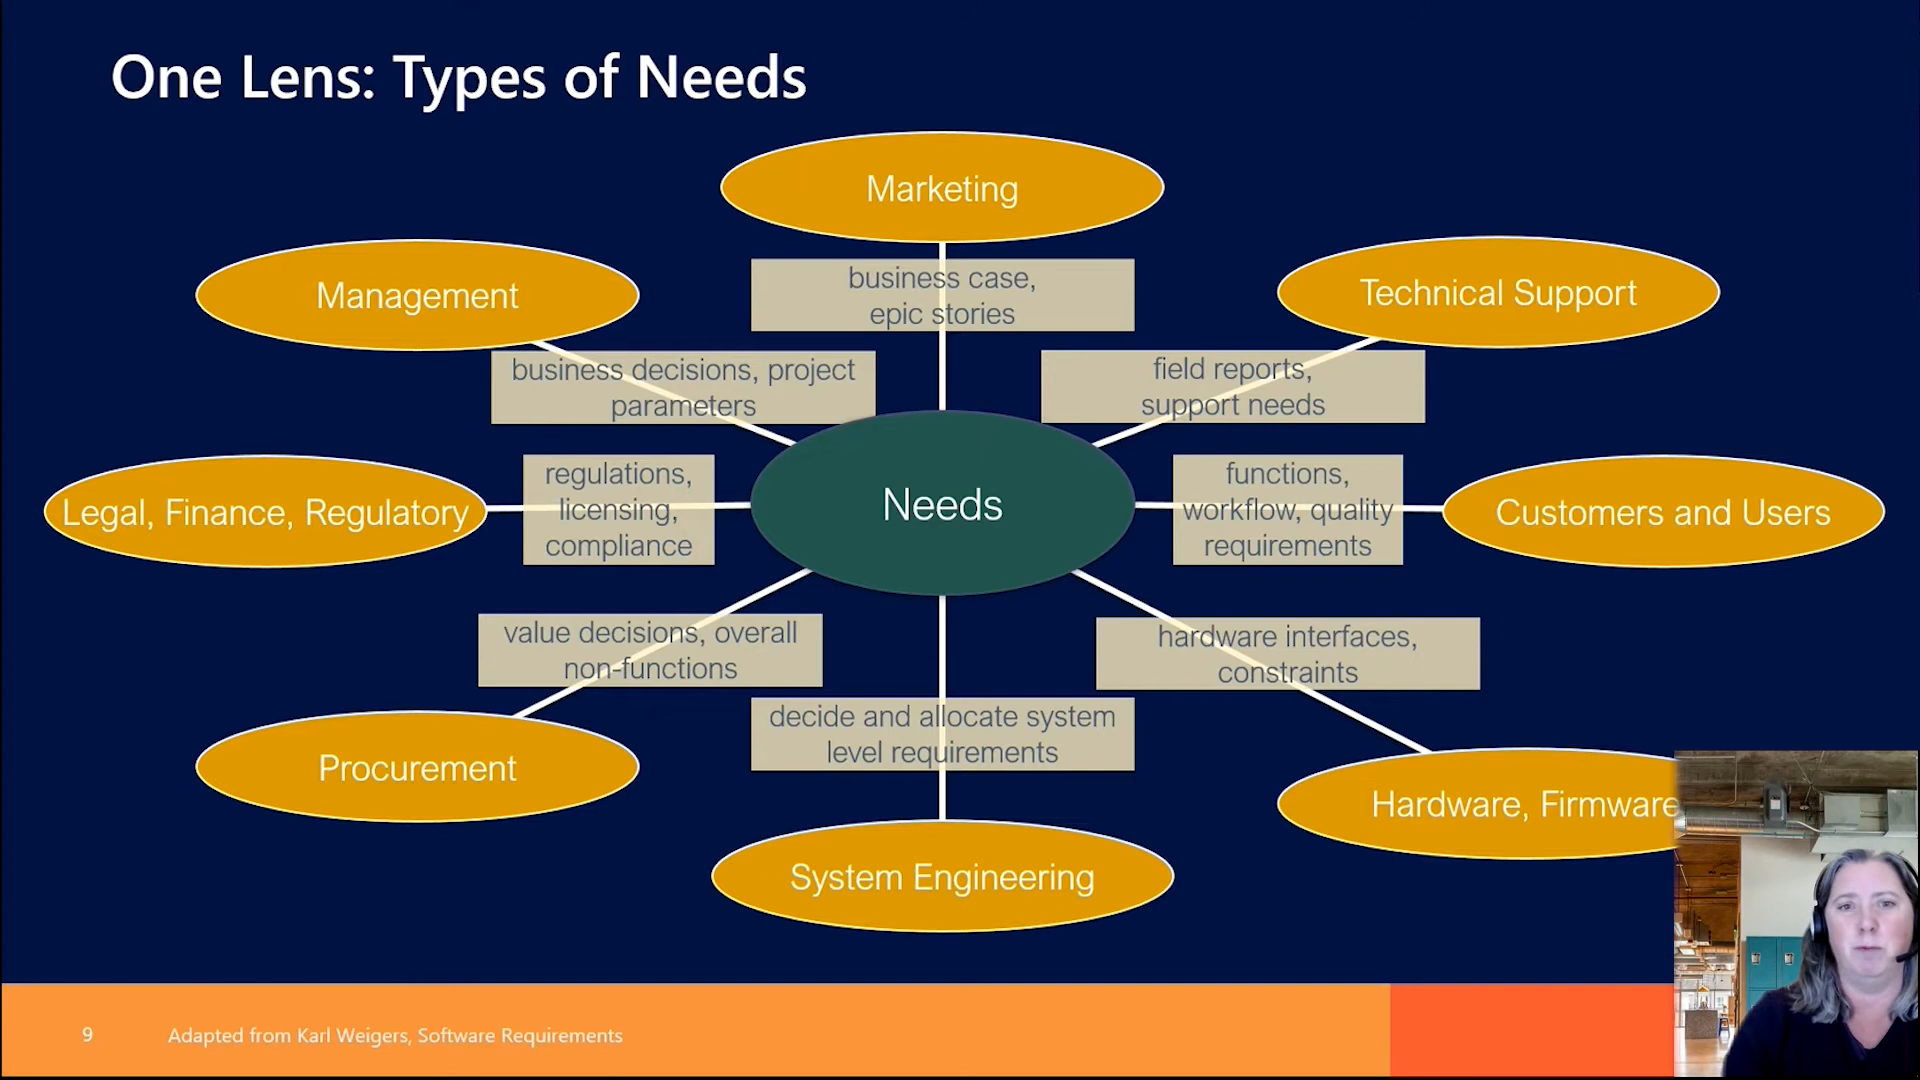 One Lens: Types of Needs
Marketing
Management
Technical Support
business case,
epic stories
business decisions, project
parameters
field reports,
support needs
Legal, Finance, Regulatory
regulations,
licensing,
compliance
Needs
functions,
workflow, quality
requirements
Customers and Users
value decisions, overall
non-functions
hardware interfaces,
constraints
decide and allocate system
level requirements
Procurement
Hardware, Firmware
System Engineering
9
Adapted from Karl Weigers, Software Requirements